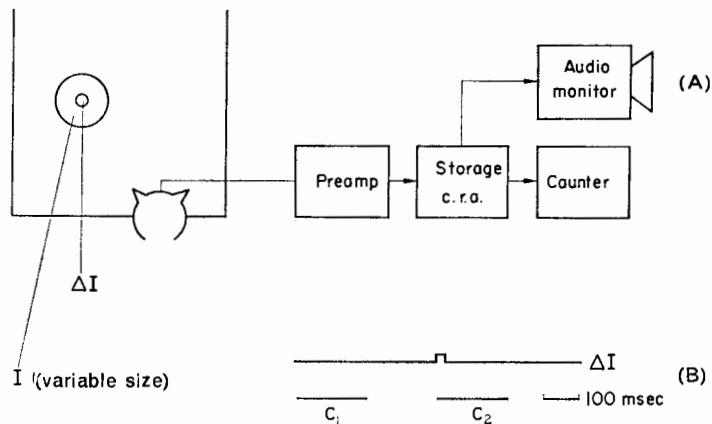 Audio
monitor
(A)
Preamp
Storage
c.r.a.
Counter
ΔI
I (variable size)
ΔI
(B)
100 msec
C1
C2